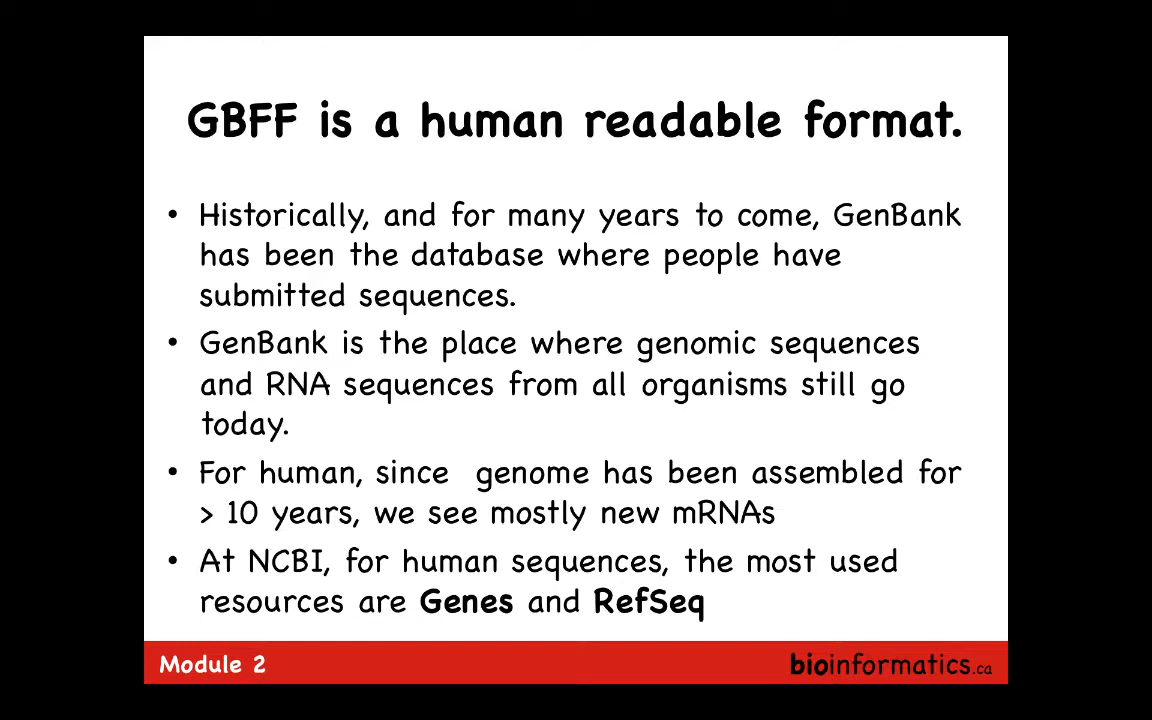 GBFF is a human readable format.
• Historically, and for many years to come, GenBank
has been the database where people have
submitted sequences.
• GenBank is the place where genomic sequences
and RNA sequences from all organisms still go
today.
• For human, since genome has been assembled for
> 10 years, we see mostly new mRNAs
• At NCBI, for human sequences, the most used
resources are Genes and RefSeq
Module 2
bioinformatics.ca